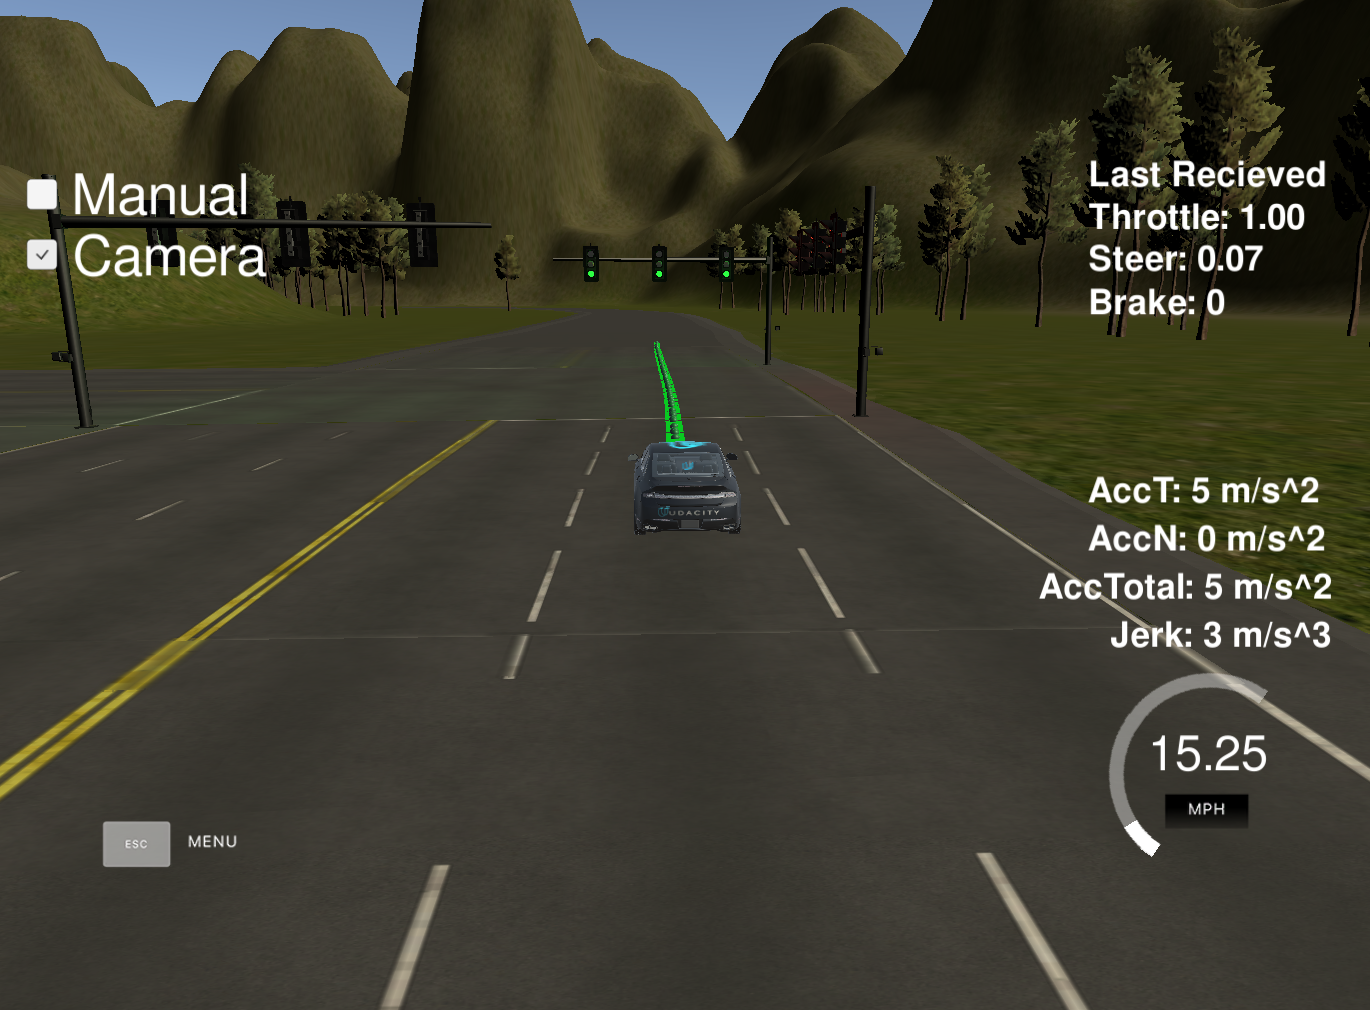 Manual
Camera
Last Recieved
Throttle: 1.00
Steer: 0.07
Brake: 0
UDACITY
AccT: 5 m/s^2
AccN: 0 m/s^2
AccTotal: 5 m/s^2
Jerk: 3 m/s^3
15.25
MPH
ESC
MENU